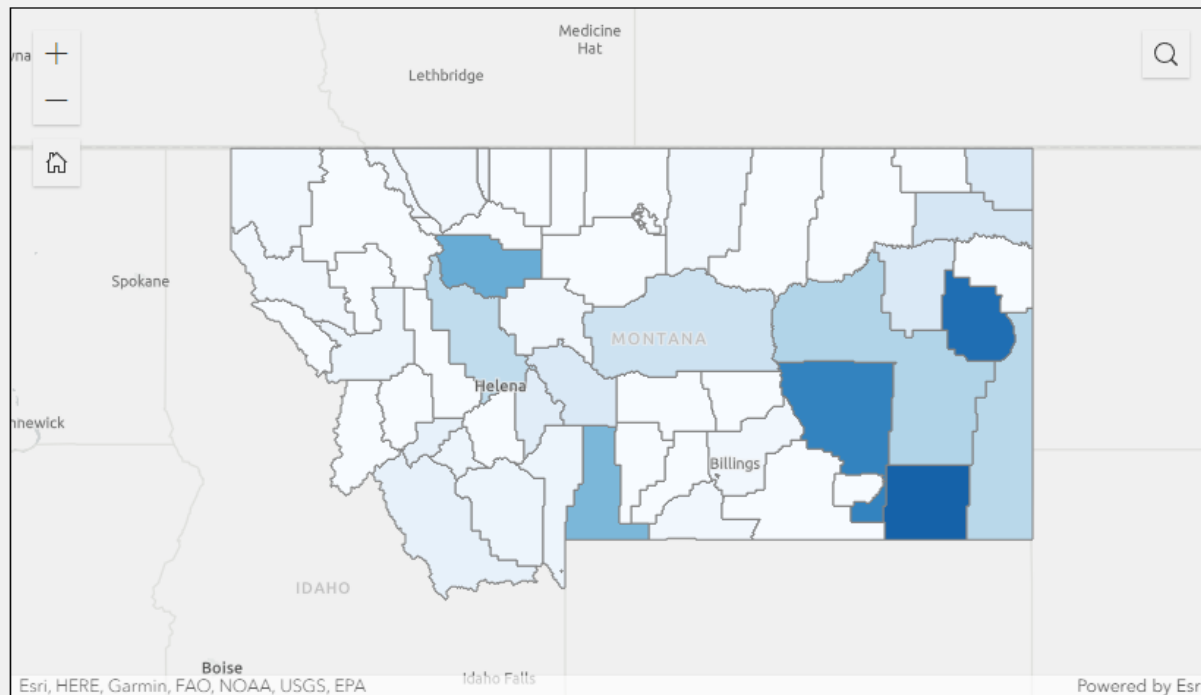 Medicine
Hat
Lethbridge
Spokane
MONTANA
Helena
Billings
IDAHO
Boise
Idaho Falls
Esri, HERE, Garmin, FAO, NOAA, USGS, EPA
Powered by Esr